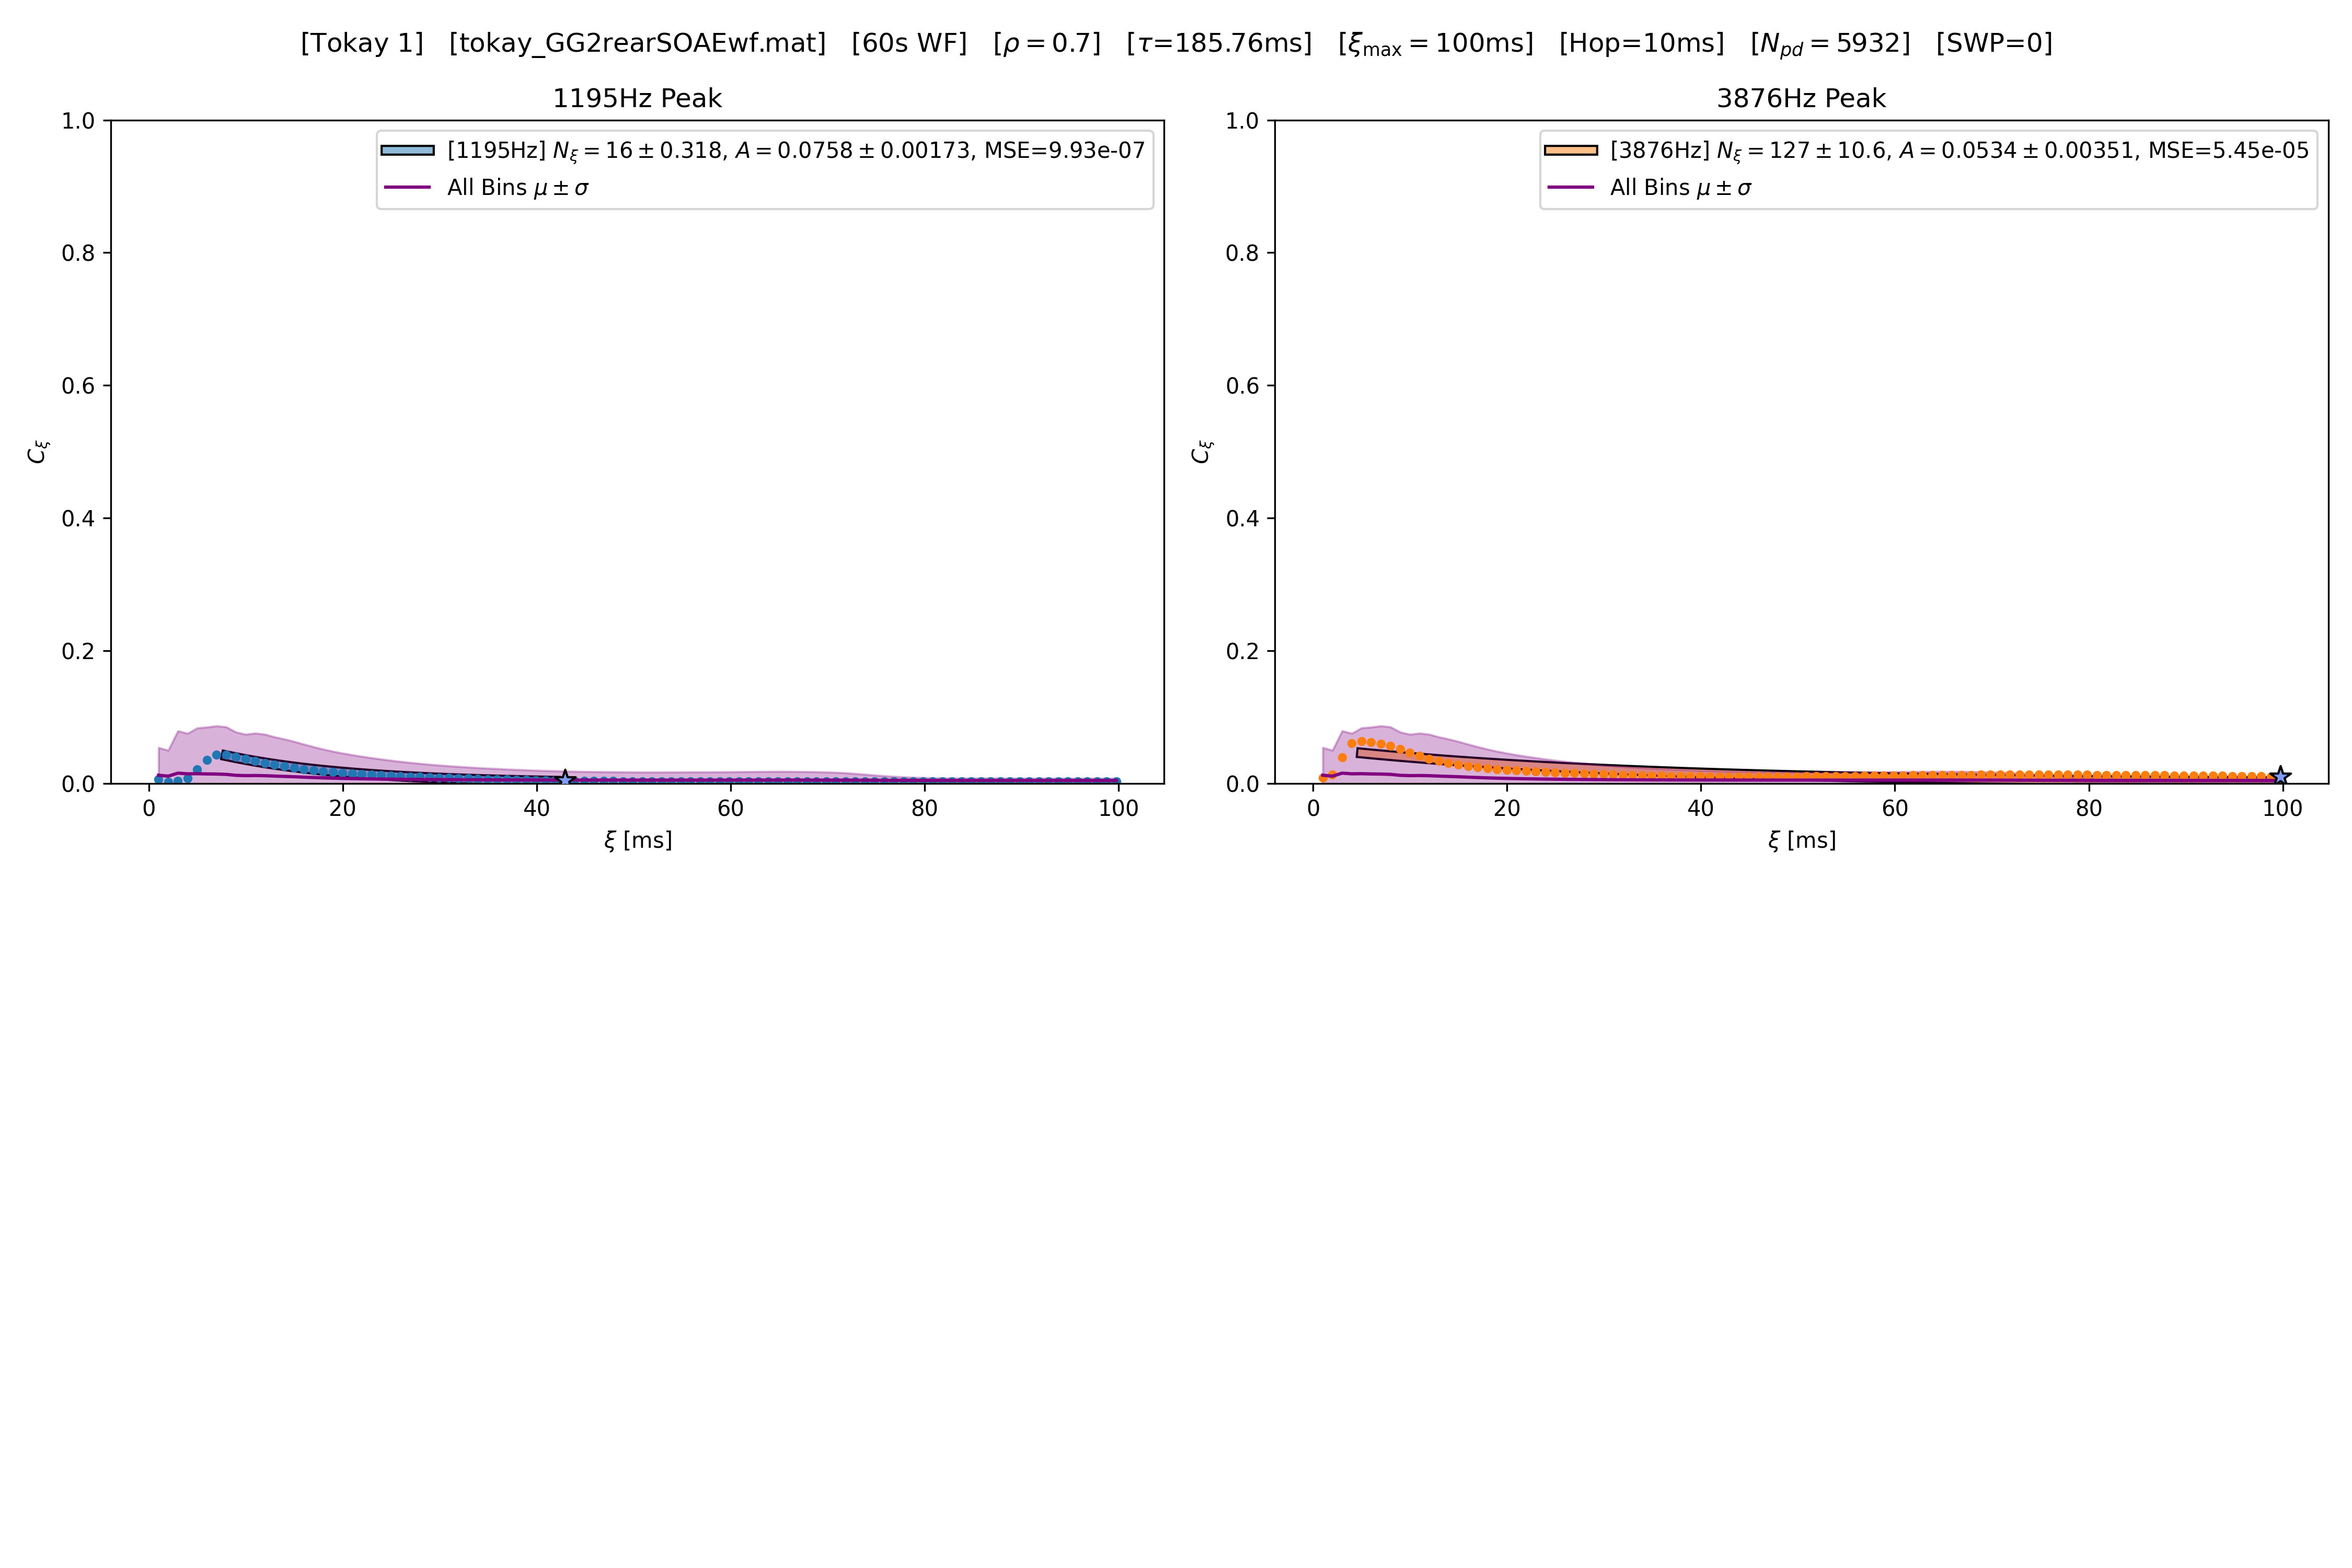 [Tokay 1]   [tokay_GG2rearSOAEwf.mat]   [60s WF]   [ρ = 0.7]   [τ=185.76ms]   [ξmax = 100ms]   [Hop=10ms]   [Npd = 5932]   [SWP=0]
1195Hz Peak
[1195Hz] Nξ = 16 ± 0.318, A = 0.0758 ± 0.00173, MSE=9.93e-07
All Bins μ ± σ
1.0
0.8
0.6
0.4
0.2
0.0
Cξ
0 20 40 60 80 100
ξ [ms]
3876Hz Peak
[3876Hz] Nξ = 127 ± 10.6, A = 0.0534 ± 0.00351, MSE=5.45e-05
All Bins μ ± σ
1.0
0.8
0.6
0.4
0.2
0.0
Cξ
0 20 40 60 80 100
ξ [ms]